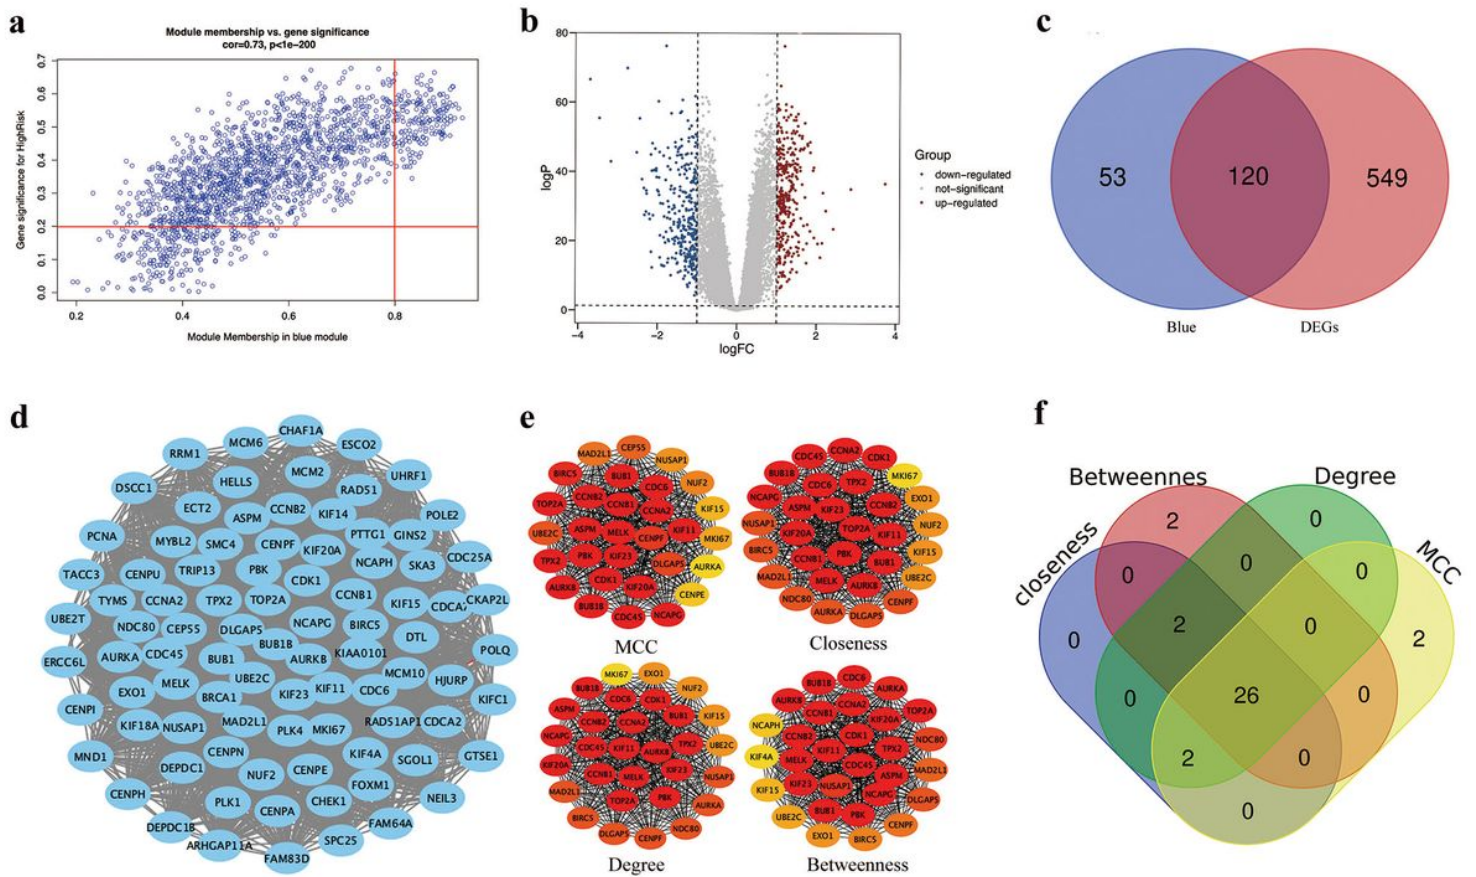 a
Module membership vs. gene significance
cor=0.73, p<1e−200
Gene significance for HighRisk
0.7
0.6
0.5
0.4
0.3
0.2
0.1
0.0
0.2 0.4 0.6 0.8
Module Membership in blue module
b
logP
80
60
40
20
0
−4 −2 0 2 4
logFC
Group
down−regulated
not−significant
up−regulated
c
53 120 549
Blue DEGs
d
CHAF1A
MCM6 ESCO2
RRM1
MCM2 UHRF1
HELLS
DSCC1 RAD51
ECT2 CCNB2 KIF14 POLE2
ASPM
PCNA PTTG1 GINS2
MYBL2 SMC4 CENPF KIF20A CDC25A
NCAPH SKA3
TACC3 CENPU TRIP13 PBK CDK1
TYMS CCNA2 TPX2 TOP2A CCNB1 KIF15 CKAP2L
UBE2T
NDC80 CEP55 DLGAP5 NCAPG BIRC5 DTL
BUB1B POLQ
ERCC6L AURKA CDC45 BUB1 AURKB KIAA0101
UBE2C MCM10 HJURP
EXO1 MELK BRCA1 KIF23 KIF11 CDC6 KIFC1
CENPI
KIF18A NUSAP1 MAD2L1 PLK4 MKI67 RAD51AP1 CDCA2
MND1 CENPN KIF4A SGOL1 GTSE1
DEPDC1 NUF2 CENPE
FOXM1
CENPH PLK1 CENPA CHEK1 NEIL3
DEPDC1B FAM64A
ARHGAP11A SPC25
FAM83D
e
CEP55
MAD2L1 NUSAP1
BIRC5 BUB1 NUF2
CDC6
TOP2A CCNB2 CCNB1 CCNA2 KIF15
UBE2C ASPM MELK CENPF KIF11 MKI67
TPX2 PBK KIF23 DLGAP5 AURKA
AURKB CDK1 KIF20A CENPE
BUB1B CDC45 NCAPG
MCC
CCNA2
CDC45 CDK1
BUB1B CDC6 TPX2 MKI67
NCAPG ASPM KIF23 CCNB2 EXO1
NUSAP1 KIF20A TOP2A KIF11 NUF2
BIRC5 CCNB1 PBK BUB1 KIF15
MAD2L1 MELK AURKB UBE2C
NDC80 AURKA DLGAP5 CENPF
Closeness
MKI67 EXO1
BUB1B CDC6 CDK1 NUF2
ASPM CCNB2 CCNA2 BUB1 KIF15
NCAPG CDC45 KIF11 AURKB TPX2 UBE2C
KIF20A CCNB1 MELK KIF23 NUSAP1
MAD2L1 TOP2A PBK AURKA
BIRC5 DLGAP5 CENPF NDC80
Degree
CDC6
BUB1B AURKA
AURKB CCNB1 CCNA2 KIF20A TOP2A
NCAPH CCNB2 CDK1 TPX2 NDC80
KIF4A MELK KIF11 CDC45 ASPM MAD2L1
KIF15 KIF23 NUSAP1 NCAPG DLGAP5
UBE2C BUB1 PBK CENPF
EXO1 BIRC5
Betweenness
f
Betweennes Degree
closeness MCC
2 0
0 0 0
0 2 0 2
0 26 0
2 0
0